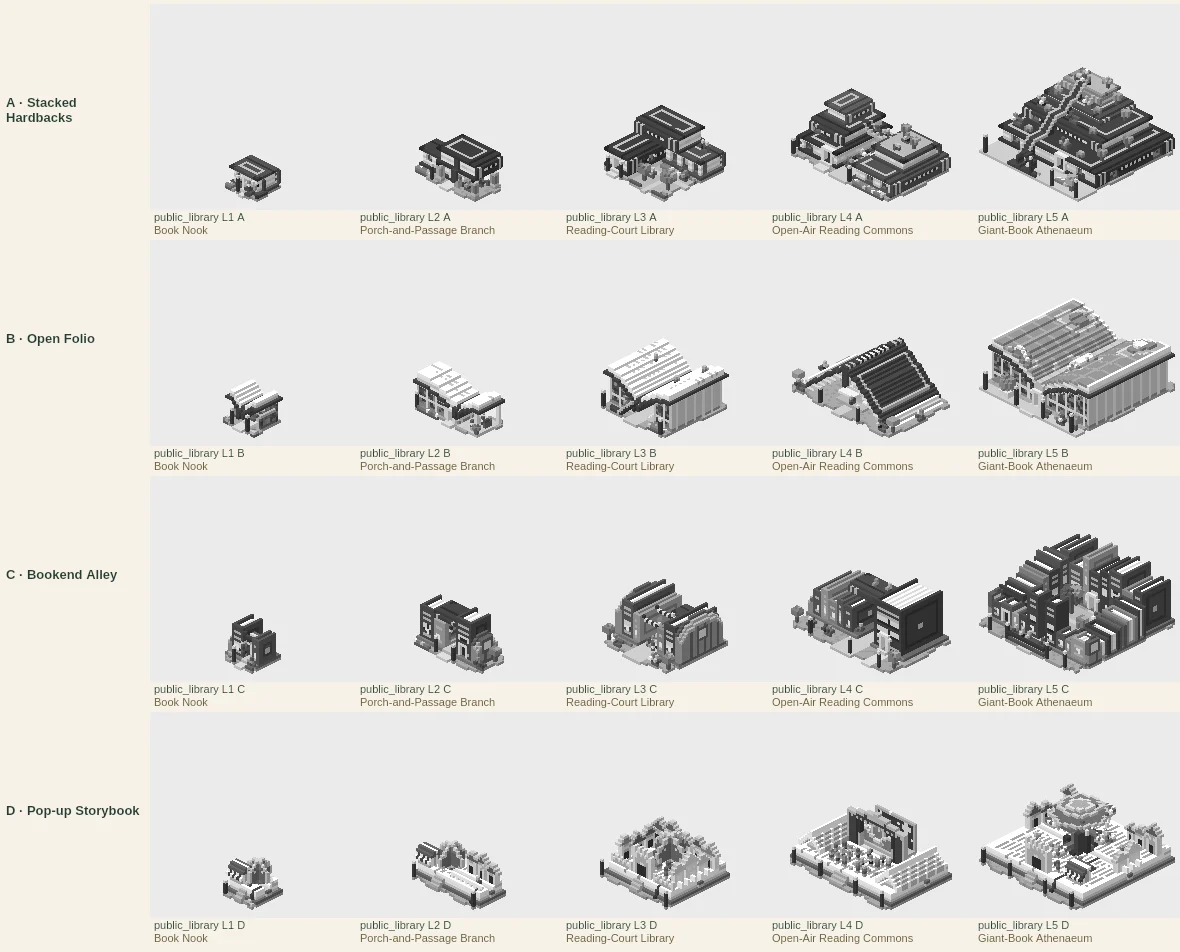 A · Stacked
Hardbacks
public_library L1 A
Book Nook
public_library L2 A
Porch-and-Passage Branch
public_library L3 A
Reading-Court Library
public_library L4 A
Open-Air Reading Commons
public_library L5 A
Giant-Book Athenaeum
B · Open Folio
public_library L1 B
Book Nook
public_library L2 B
Porch-and-Passage Branch
public_library L3 B
Reading-Court Library
public_library L4 B
Open-Air Reading Commons
public_library L5 B
Giant-Book Athenaeum
C · Bookend Alley
public_library L1 C
Book Nook
public_library L2 C
Porch-and-Passage Branch
public_library L3 C
Reading-Court Library
public_library L4 C
Open-Air Reading Commons
public_library L5 C
Giant-Book Athenaeum
D · Pop-up Storybook
public_library L1 D
Book Nook
public_library L2 D
Porch-and-Passage Branch
public_library L3 D
Reading-Court Library
public_library L4 D
Open-Air Reading Commons
public_library L5 D
Giant-Book Athenaeum